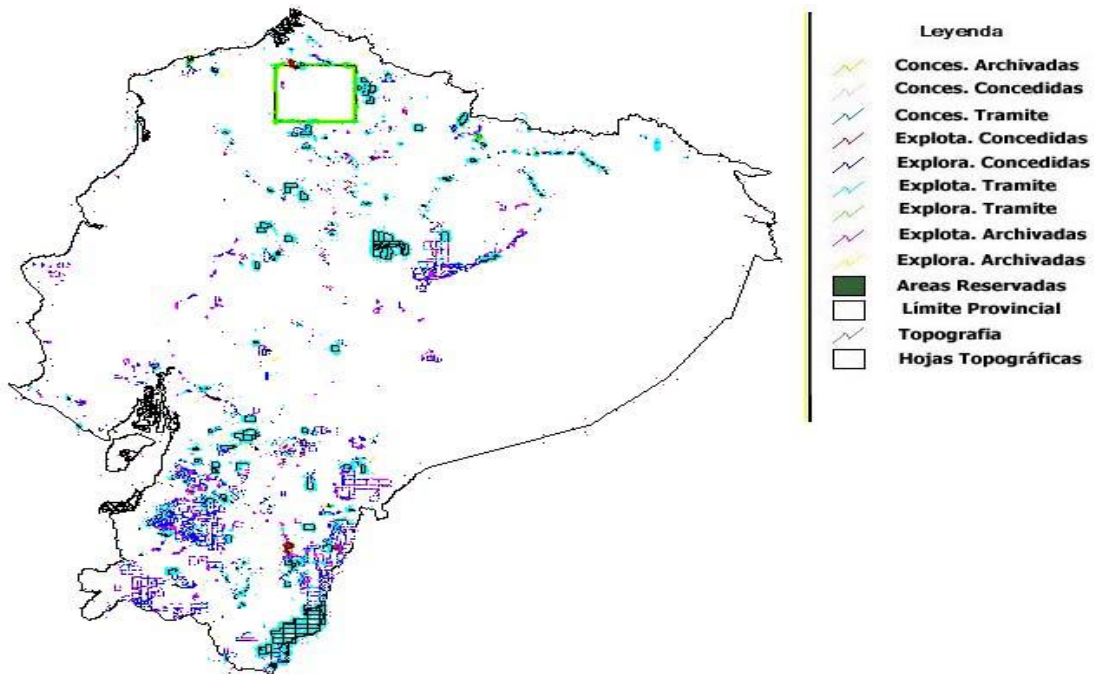 Leyenda
Conces. Archivadas
Conces. Concedidas
Conces. Tramite
Explota. Concedidas
Explora. Concedidas
Explota. Tramite
Explora. Tramite
Explota. Archivadas
Explora. Archivadas
Areas Reservadas
Límite Provincial
Topografia
Hojas Topográficas